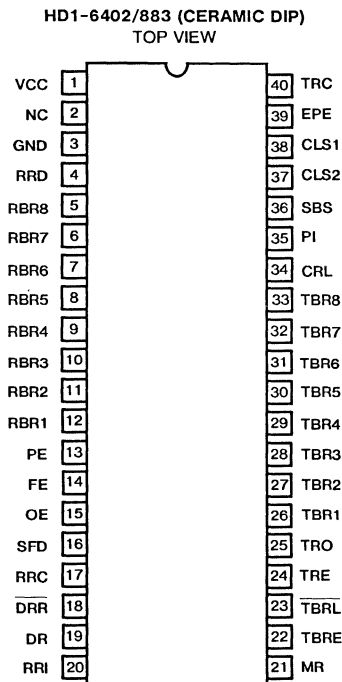 HD1-6402/883 (CERAMIC DIP)
TOP VIEW
VCC 1 40 TRC
NC 2 39 EPE
GND 3 38 CLS1
RRD 4 37 CLS2
RBR8 5 36 SBS
RBR7 6 35 PI
RBR6 7 34 CRL
RBR5 8 33 TBR8
RBR4 9 32 TBR7
RBR3 10 31 TBR6
RBR2 11 30 TBR5
RBR1 12 29 TBR4
PE 13 28 TBR3
FE 14 27 TBR2
OE 15 26 TBR1
SFD 16 25 TRO
RRC 17 24 TRE
D̅R̅R̅ 18 23 T̅B̅R̅L̅
DR 19 22 TBRE
RRI 20 21 MR